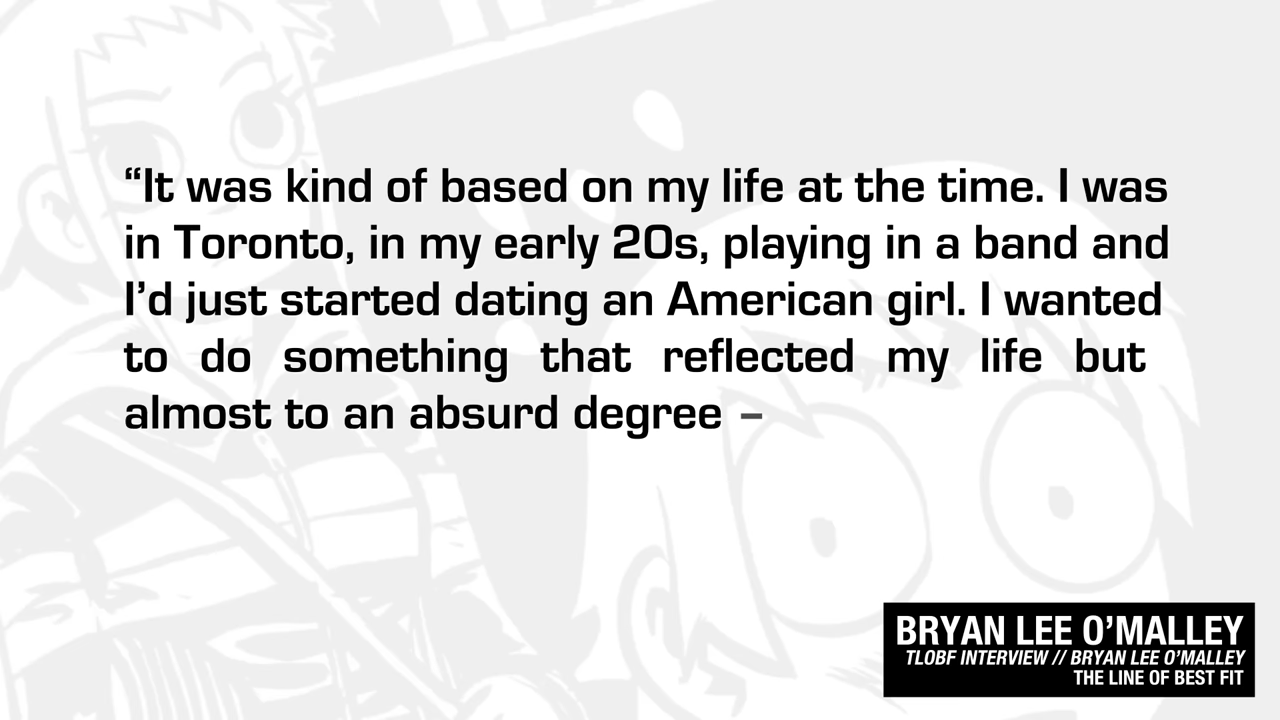 “It was kind of based on my life at the time. I was
in Toronto, in my early 20s, playing in a band and
I’d just started dating an American girl. I wanted
to do something that reflected my life but
almost to an absurd degree –
BRYAN LEE O’MALLEY
TLOBF INTERVIEW // BRYAN LEE O’MALLEY
THE LINE OF BEST FIT